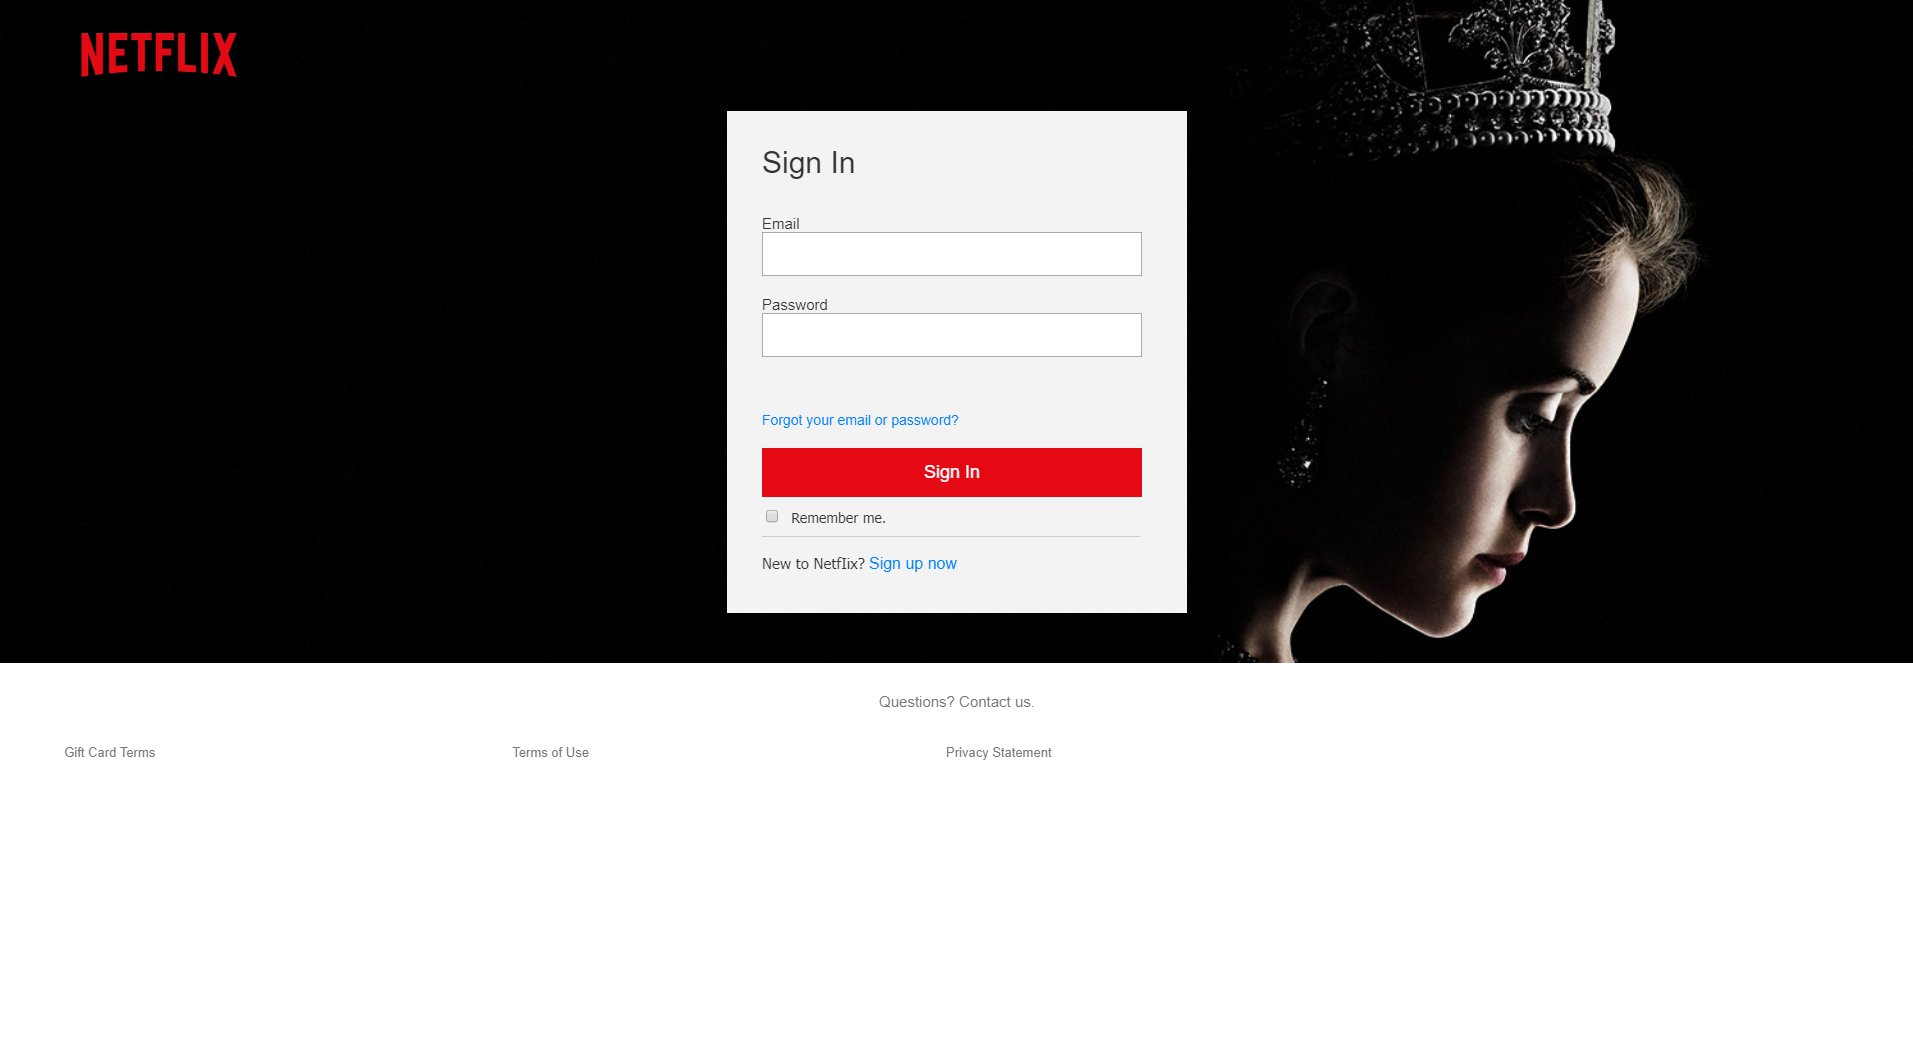 NETFLIX
Sign In
Email
Password
Forgot your email or password?
Sign In
Remember me.
New to NetfIix? Sign up now
Questions? Contact us.
Gift Card Terms
Terms of Use
Privacy Statement